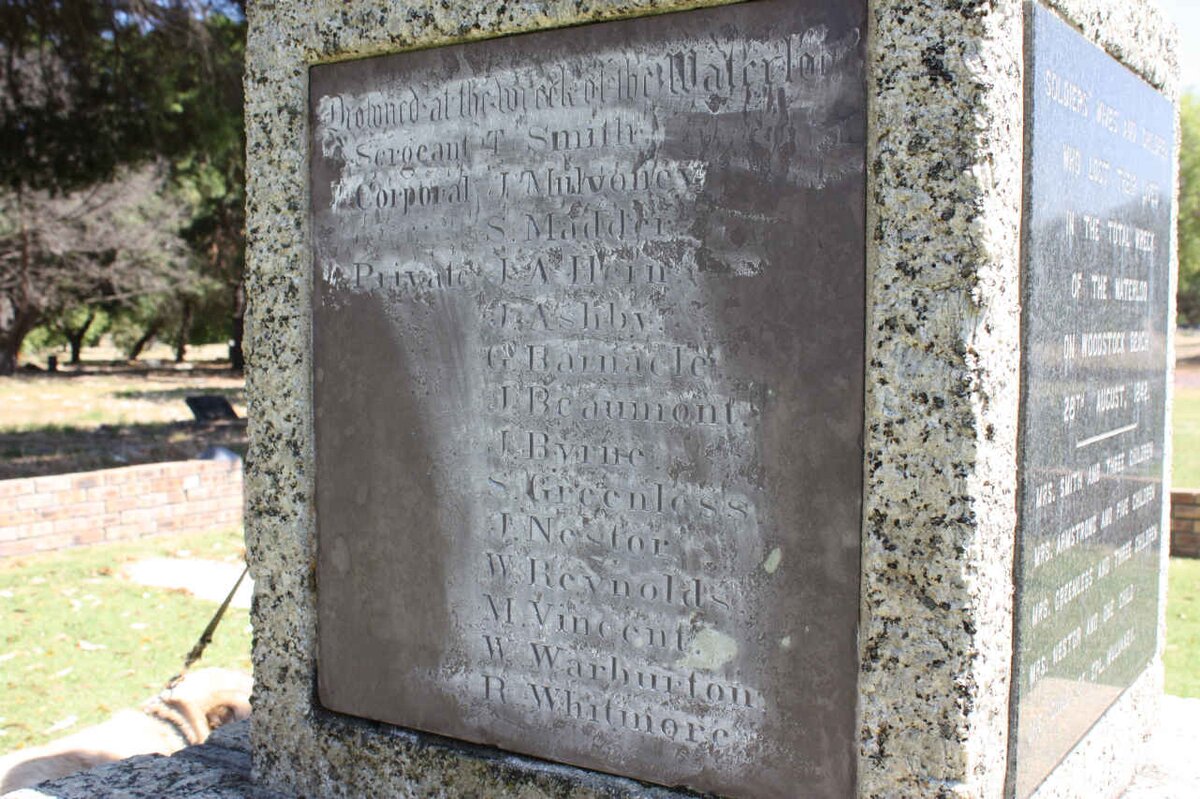 Drowned at the wreck of the Waterloo
Sergeant T. Smith
Corporal J. Mulvoney
S. Madder
Private J. A'Hern
J. Ashby.
G. Barnacle.
J. Beaumont.
J. Byrne.
S. Greenless.
J. Nestor.
W. Reynolds.
M. Vincent.
W. Warburton.
R. Whitmore.
SOLDIERS' WIVES AND CHILDREN
WHO LOST THEIR
IN THE TOTAL WRECK
OF THE WATERLOO
ON WOODSTOCK BEACH
28TH AUGUST, 1842
MRS. SMITH AND THREE CHILDREN
MRS. ARMSTRONG AND FIVE CHILDREN
MRS. GREENLESS AND THREE CHILDREN
MRS. NESTOR AND ONE CHILD